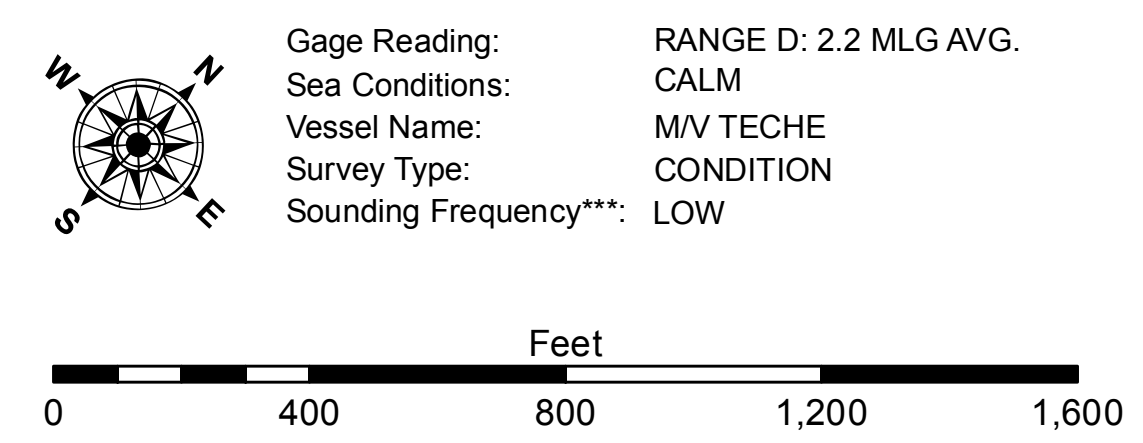 W N
S E
Gage Reading: RANGE D: 2.2 MLG AVG.
Sea Conditions: CALM
Vessel Name: M/V TECHE
Survey Type: CONDITION
Sounding Frequency***: LOW
Feet
0 400 800 1,200 1,600